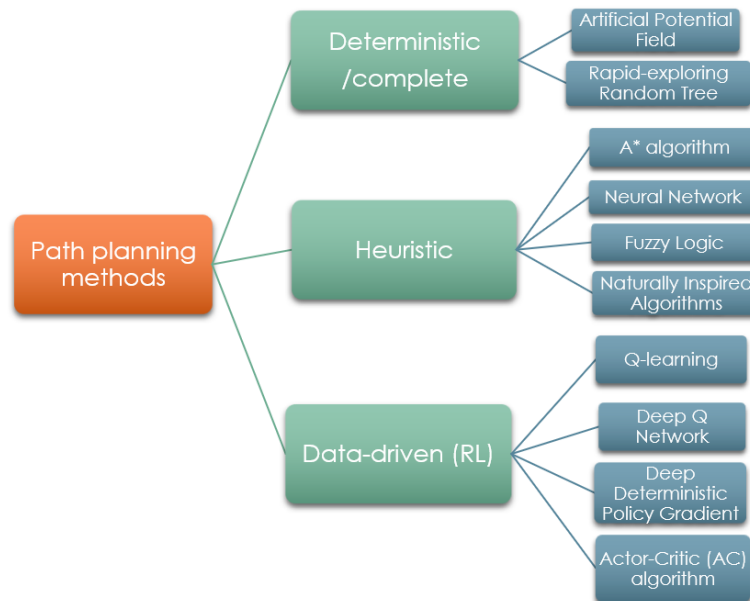 Path planning
methods
Deterministic
/complete
Artificial Potential
Field
Rapid-exploring
Random Tree
Heuristic
A* algorithm
Neural Network
Fuzzy Logic
Naturally Inspired
Algorithms
Data-driven (RL)
Q-learning
Deep Q
Network
Deep
Deterministic
Policy Gradient
Actor-Critic (AC)
algorithm